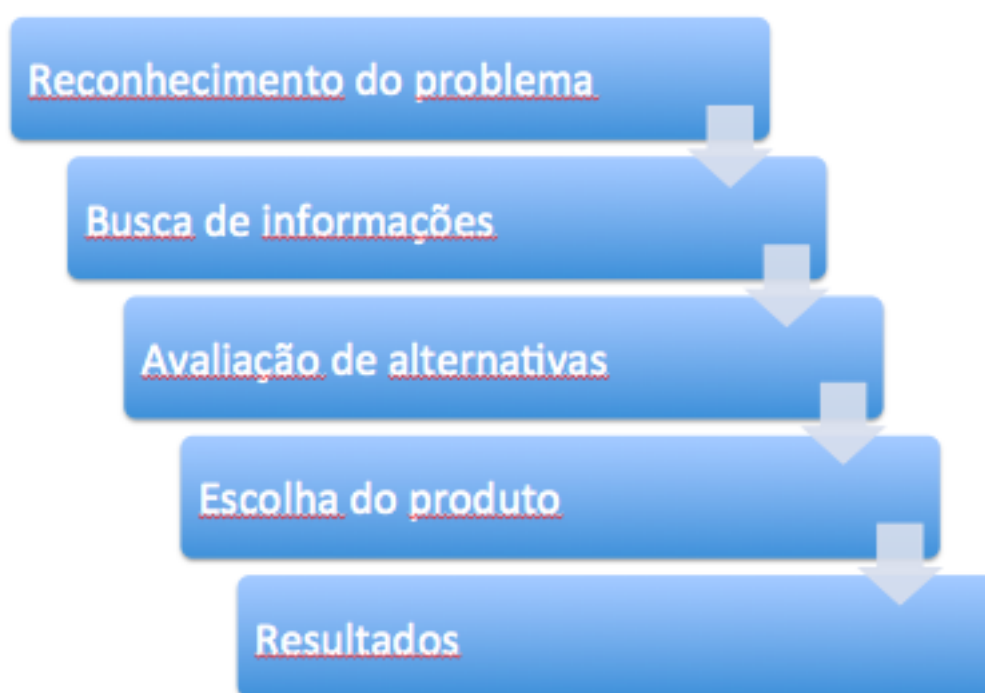 Reconhecimento do problema
Busca de informações
Avaliação de alternativas
Escolha do produto
Resultados